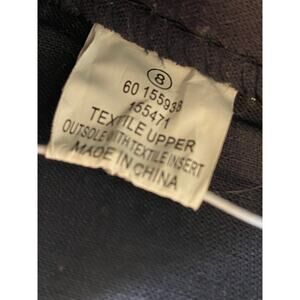 8
60 155938
155471
TEXTILE UPPER
OUTSOLE WITH TEXTILE INSERT
MADE IN CHINA